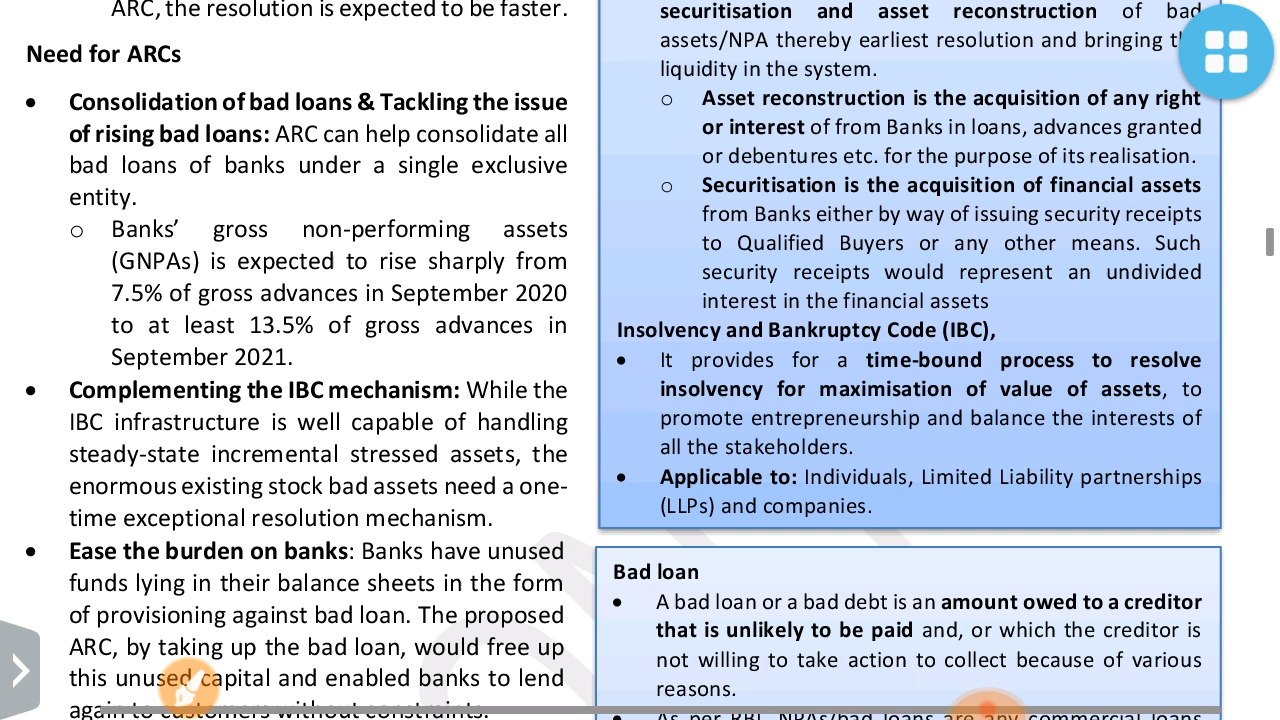 ARC, the resolution is expected to be faster.
Need for ARCs
• Consolidation of bad loans & Tackling the issue
of rising bad loans: ARC can help consolidate all
bad loans of banks under a single exclusive
entity.
o Banks’ gross non-performing assets
(GNPAs) is expected to rise sharply from
7.5% of gross advances in September 2020
to at least 13.5% of gross advances in
September 2021.
• Complementing the IBC mechanism: While the
IBC infrastructure is well capable of handling
steady-state incremental stressed assets, the
enormous existing stock bad assets need a one-
time exceptional resolution mechanism.
• Ease the burden on banks: Banks have unused
funds lying in their balance sheets in the form
of provisioning against bad loan. The proposed
ARC, by taking up the bad loan, would free up
this unused capital and enabled banks to lend
again to customers without constraints.
securitisation and asset reconstruction of bad
assets/NPA thereby earliest resolution and bringing
liquidity in the system.
o Asset reconstruction is the acquisition of any right
or interest of from Banks in loans, advances granted
or debentures etc. for the purpose of its realisation.
o Securitisation is the acquisition of financial assets
from Banks either by way of issuing security receipts
to Qualified Buyers or any other means. Such
security receipts would represent an undivided
interest in the financial assets
Insolvency and Bankruptcy Code (IBC),
• It provides for a time-bound process to resolve
insolvency for maximisation of value of assets, to
promote entrepreneurship and balance the interests of
all the stakeholders.
• Applicable to: Individuals, Limited Liability partnerships
(LLPs) and companies.
Bad loan
• A bad loan or a bad debt is an amount owed to a creditor
that is unlikely to be paid and, or which the creditor is
not willing to take action to collect because of various
reasons.
• As per RBI, NPAs/bad loans are any commercial loans